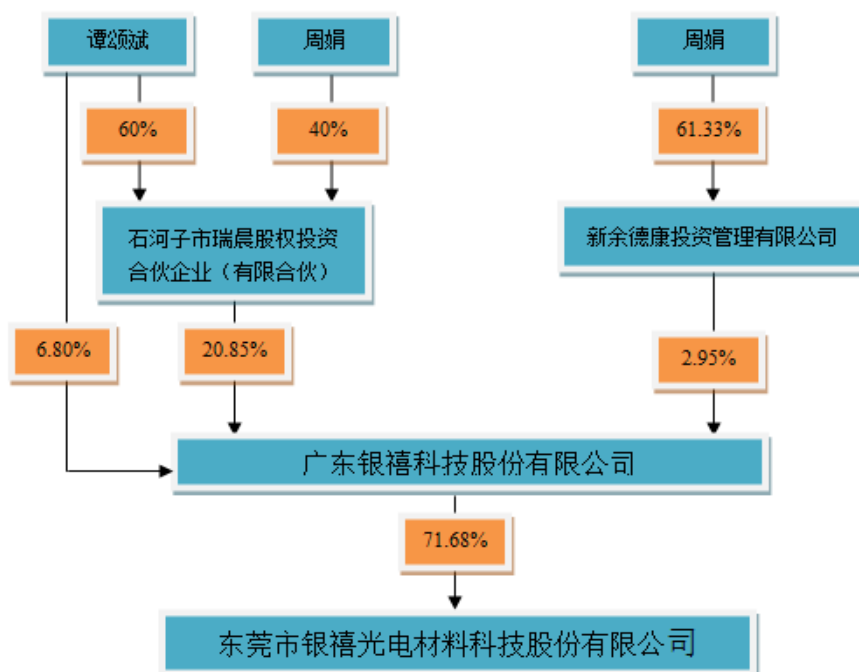 谭颂斌
周娟
周娟
60%
40%
61.33%
石河子市瑞晨股权投资
合伙企业（有限合伙）
新余德康投资管理有限公司
6.80%
20.85%
2.95%
广东银禧科技股份有限公司
71.68%
东莞市银禧光电材料科技股份有限公司